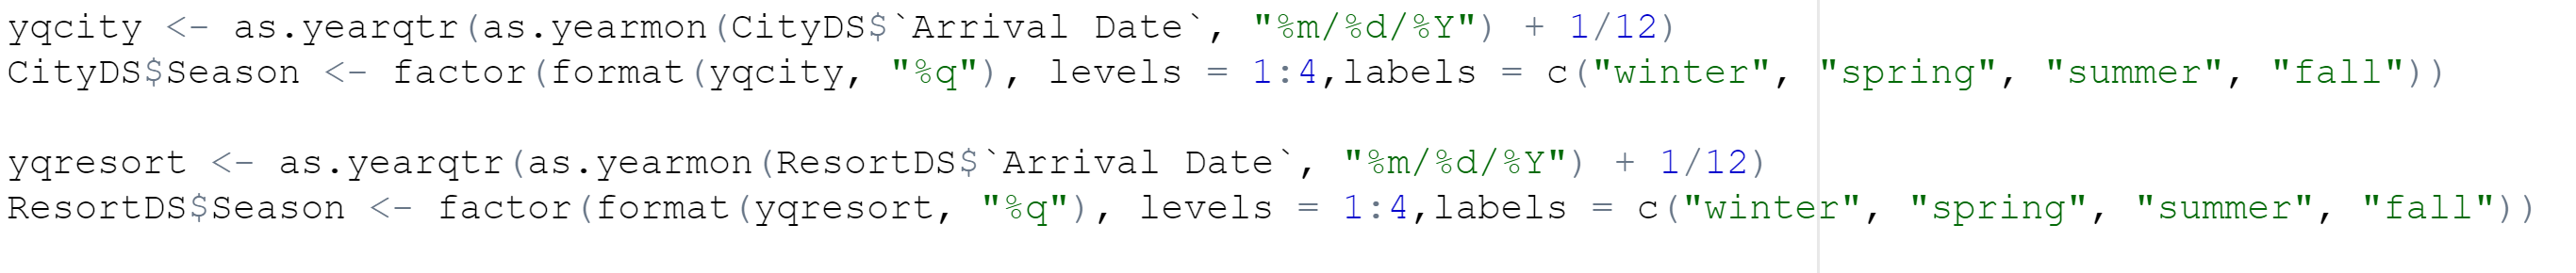 yqcity <- as.yearqtr(as.yearmon(CityDS$`Arrival Date`, "%m/%d/%Y") + 1/12)
CityDS$Season <- factor(format(yqcity, "%q"), levels = 1:4,labels = c("winter", "spring", "summer", "fall"))
yqresort <- as.yearqtr(as.yearmon(ResortDS$`Arrival Date`, "%m/%d/%Y") + 1/12)
ResortDS$Season <- factor(format(yqresort, "%q"), levels = 1:4,labels = c("winter", "spring", "summer", "fall"))